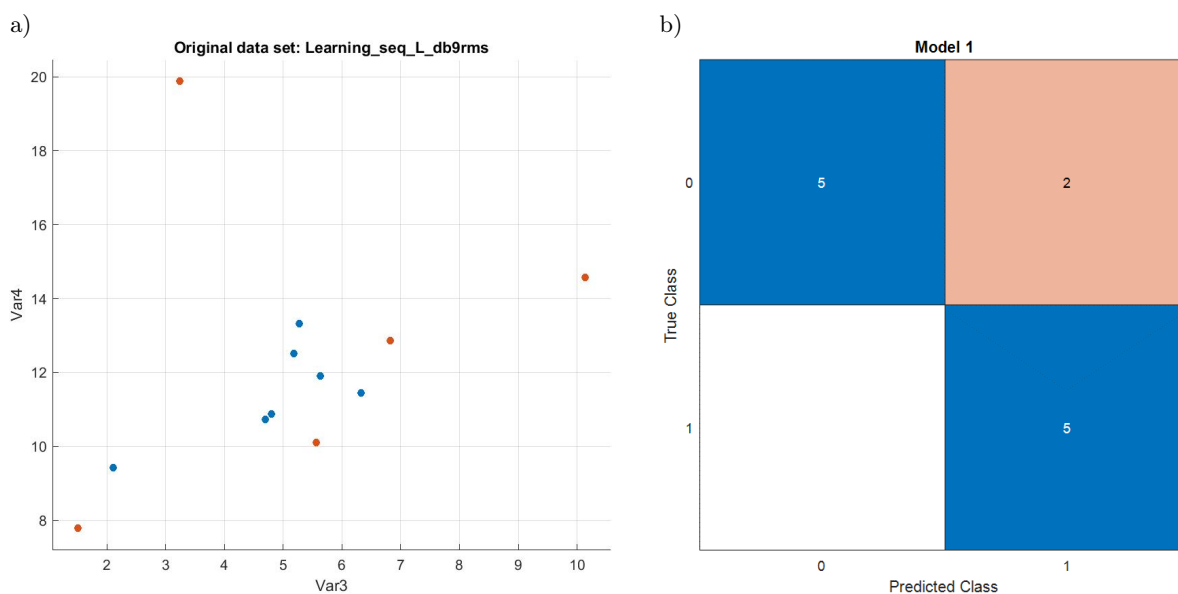 a)
Original data set: Learning_seq_L_db9rms
20
18
16
14
12
10
8
Var4
2 3 4 5 6 7 8 9 10
Var3
b)
Model 1
0 5 2
1 5
True Class
0 1
Predicted Class